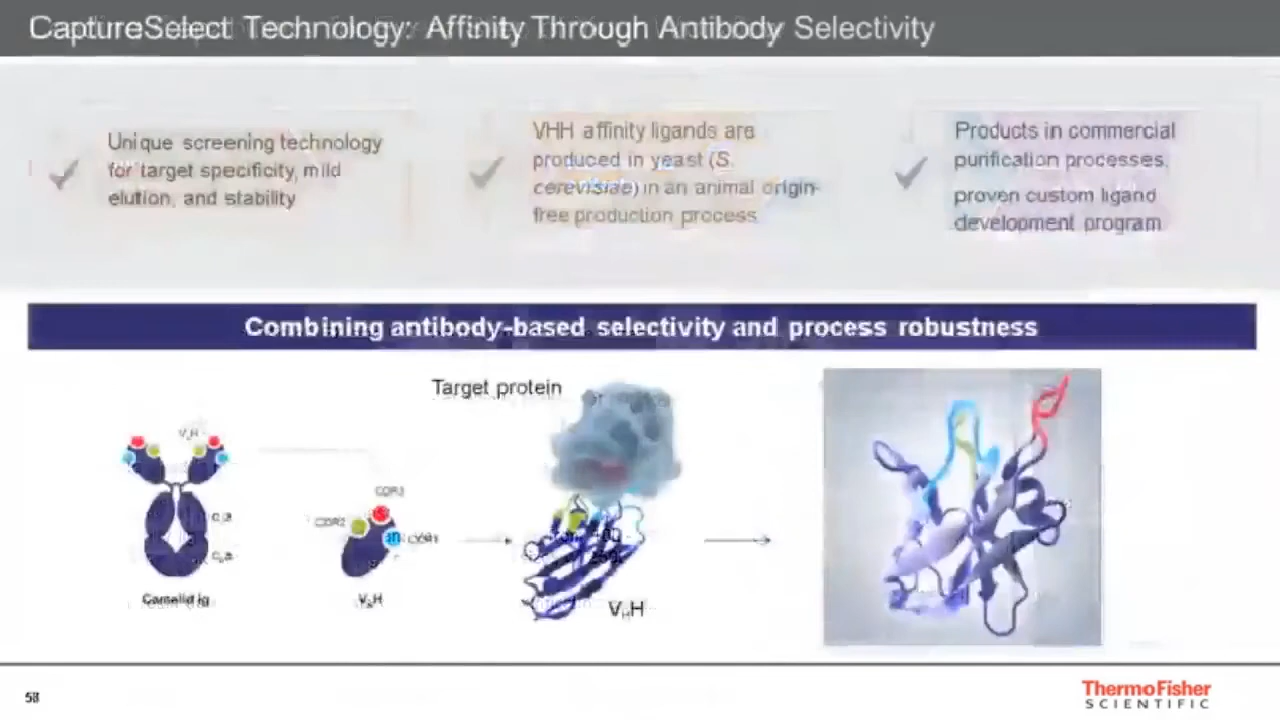 CaptureSelect Technology: Affinity Through Antibody Selectivity
Unique screening technology
for target specificity, mild
elution, and stability
VHH affinity ligands are
produced in yeast (S.
cerevisiae) in an animal origin-
free production process
Products in commercial
purification processes,
proven custom ligand
development program
Combining antibody-based selectivity and process robustness
Target protein
VHH
CDR3
CDR2
CDR1
Camelid Ig
VHH
VHH
58
ThermoFisher
SCIENTIFIC